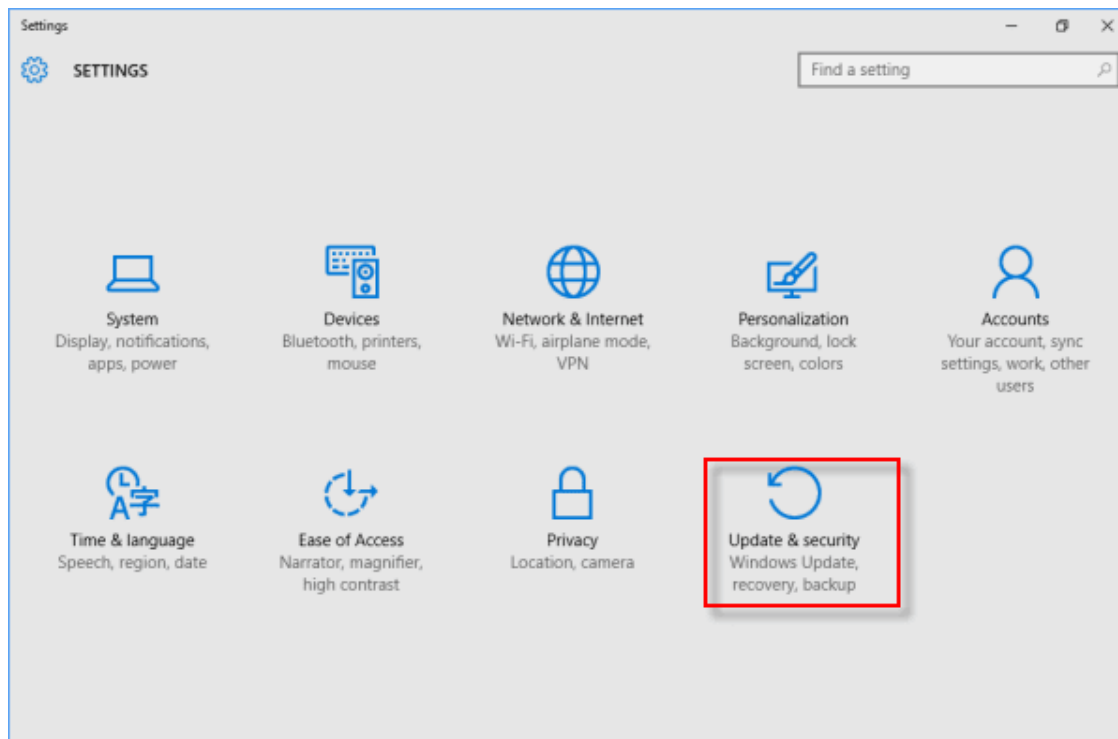 Settings
SETTINGS
Find a setting
System
Display, notifications,
apps, power
Devices
Bluetooth, printers,
mouse
Network & Internet
Wi-Fi, airplane mode,
VPN
Personalization
Background, lock
screen, colors
Accounts
Your account, sync
settings, work, other
users
A字
Time & language
Speech, region, date
Ease of Access
Narrator, magnifier,
high contrast
Privacy
Location, camera
Update & security
Windows Update,
recovery, backup